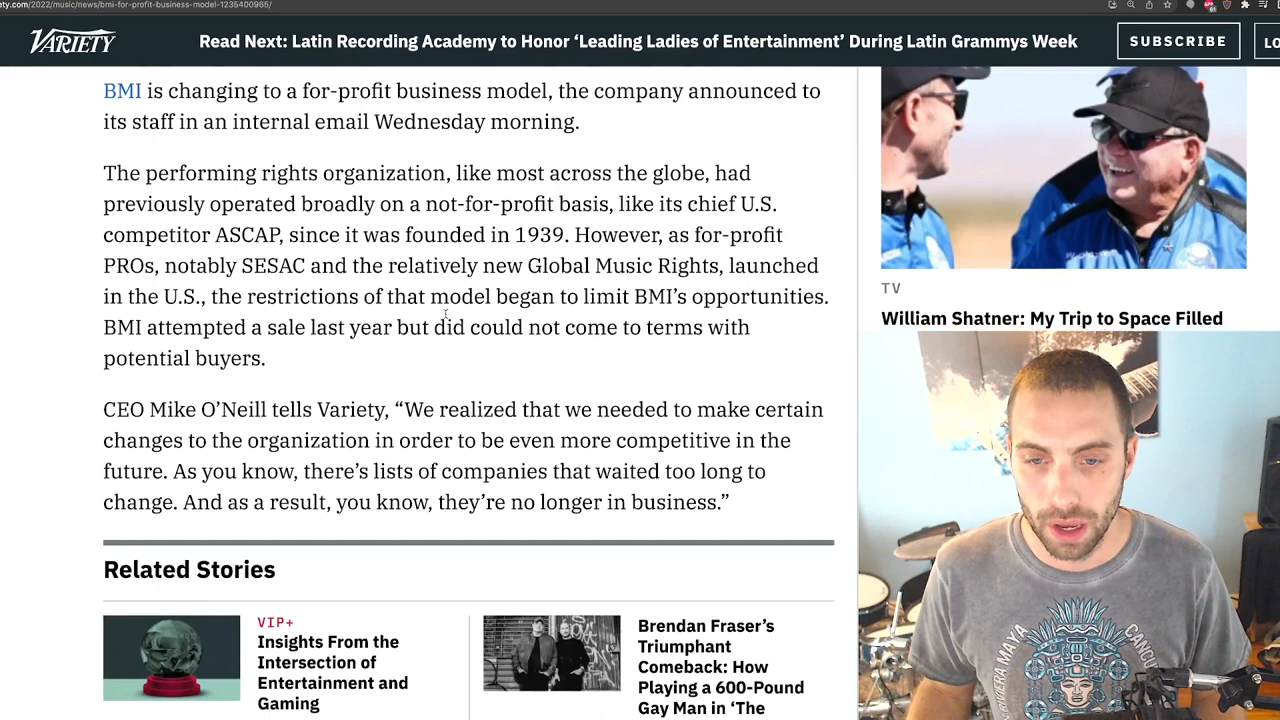 ety.com/2022/music/news/bmi-for-profit-business-model-1235400965/
VARIETY
Read Next: Latin Recording Academy to Honor ‘Leading Ladies of Entertainment’ During Latin Grammys Week
SUBSCRIBE
LO
BMI is changing to a for-profit business model, the company announced to
its staff in an internal email Wednesday morning.
The performing rights organization, like most across the globe, had
previously operated broadly on a not-for-profit basis, like its chief U.S.
competitor ASCAP, since it was founded in 1939. However, as for-profit
PROs, notably SESAC and the relatively new Global Music Rights, launched
in the U.S., the restrictions of that model began to limit BMI’s opportunities.
BMI attempted a sale last year but did could not come to terms with
potential buyers.
CEO Mike O’Neill tells Variety, “We realized that we needed to make certain
changes to the organization in order to be even more competitive in the
future. As you know, there’s lists of companies that waited too long to
change. And as a result, you know, they’re no longer in business.”
Related Stories
VIP+
Insights From the
Intersection of
Entertainment and
Gaming
Brendan Fraser’s
Triumphant
Comeback: How
Playing a 600-Pound
Gay Man in ‘The
TV
William Shatner: My Trip to Space Filled
RIVIERA MAYA
CANCU